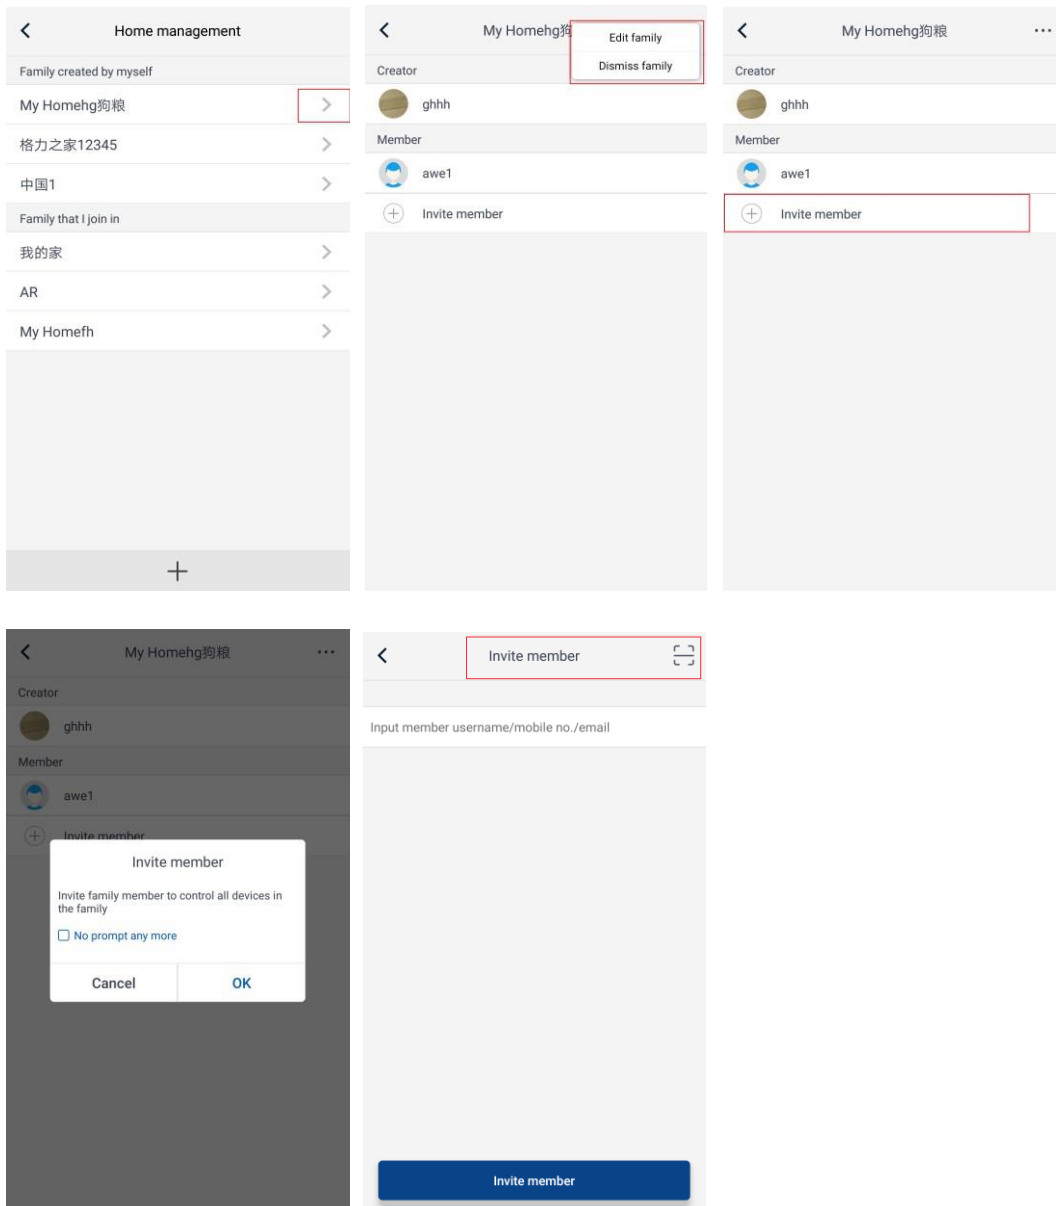 Home management
Family created by myself
My Homehg狗粮
格力之家12345
中国1
Family that I join in
我的家
AR
My Homefh
My Homehg狗
Edit family
Dismiss family
Creator
ghhh
Member
awe1
Invite member
My Homehg狗粮
Creator
ghhh
Member
awe1
Invite member
My Homehg狗粮
Creator
ghhh
Member
awe1
Invite member
Invite member
Invite family member to control all devices in
the family
No prompt any more
Cancel OK
Invite member
Input member username/mobile no./email
Invite member